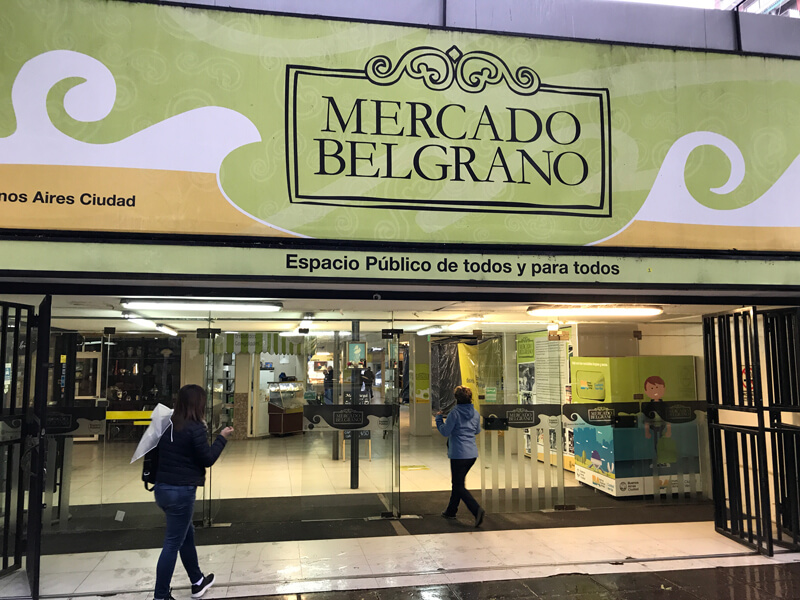 MERCADO
BELGRANO
nos Aires Ciudad
Espacio Público de todos y para todos